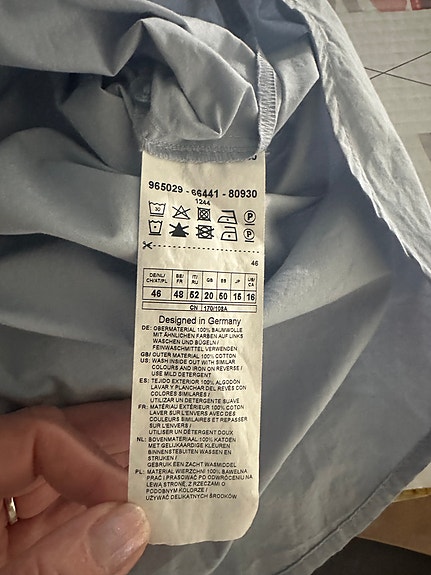 965029 - 66441 - 80930
1244
30
P
P
46
DE/NL/ BE/ IT/ GB ES JP US/
CH/AT/PL FR RU CA
46 48 52 20 50 15 16
CN 170/108A
Designed in Germany
DE: OBERMATERIAL 100% BAUMWOLLE
MIT ÄHNLICHEN FARBEN AUF LINKS
WASCHEN UND BÜGELN /
FEINWASCHMITTEL VERWENDEN
GB/ OUTER MATERIAL 100% COTTON
US: WASH INSIDE OUT WITH SIMILAR
COLOURS AND IRON ON REVERSE /
USE MILD DETERGENT
ES: TEJIDO EXTERIOR 100% ALGODÓN
LAVAR Y PLANCHAR DEL REVÉS CON
COLORES SIMILARES /
UTILIZAR UN DETERGENTE SUAVE
FR: MATÉRIAU EXTÉRIEUR 100% COTON
LAVER SUR L'ENVERS AVEC DES
COULEURS SIMILAIRES ET REPASSER
SUR L'ENVERS /
UTILISER UN DÉTERGENT DOUX
NL: BOVENMATERIAAL 100% KATOEN
MET GELIJKAARDIGE KLEUREN
BINNENSTEBUITEN WASSEN EN
STRIJKEN /
GEBRUIK EEN ZACHT WASMIDDEL
PL: MATERIAŁ WIERZCHNI 100% BAWEŁNA
PRAĆ I PRASOWAĆ PO ODWRÓCENIU NA
LEWĄ STRONĘ, Z RZECZAMI O
PODOBNYM KOLORZE /
UŻYWAĆ DELIKATNYCH ŚRODKÓW